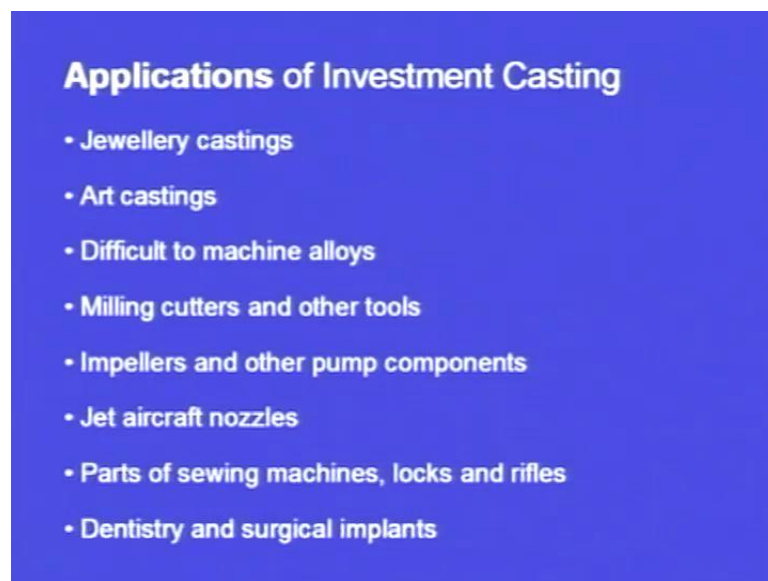 Applications of Investment Casting
• Jewellery castings
• Art castings
• Difficult to machine alloys
• Milling cutters and other tools
• Impellers and other pump components
• Jet aircraft nozzles
• Parts of sewing machines, locks and rifles
• Dentistry and surgical implants